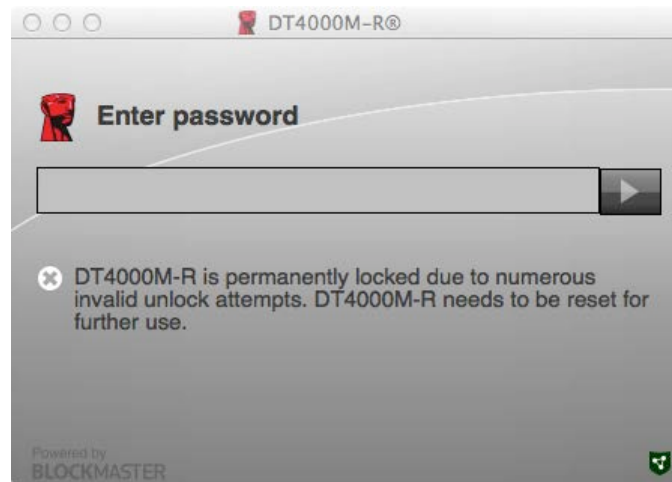 DT4000M-R®
Enter password
DT4000M-R is permanently locked due to numerous
invalid unlock attempts. DT4000M-R needs to be reset for
further use.
Powered by
BLOCKMASTER